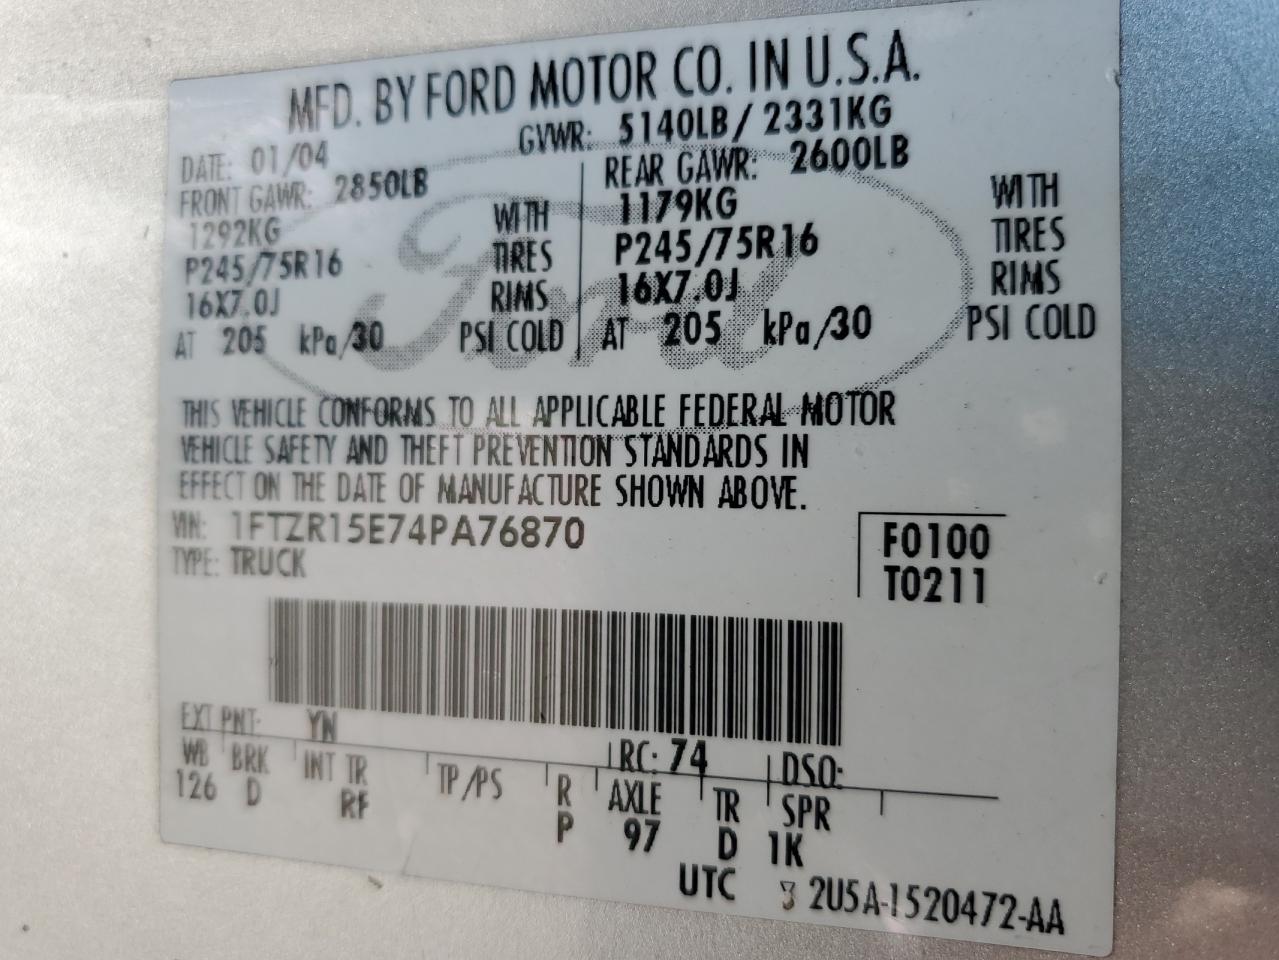 MFD. BY FORD MOTOR CO. IN U.S.A.
DATE: 01/04 GVWR: 5140LB / 2331KG
FRONT GAWR: 2850LB REAR GAWR: 2600LB
1292KG WITH 1179KG WITH
P245/75R16 TIRES P245/75R16 TIRES
16X7.0J RIMS 16X7.0J RIMS
AT 205 kPa/30 PSI COLD AT 205 kPa/30 PSI COLD
Ford
THIS VEHICLE CONFORMS TO ALL APPLICABLE FEDERAL MOTOR
VEHICLE SAFETY AND THEFT PREVENTION STANDARDS IN
EFFECT ON THE DATE OF MANUFACTURE SHOWN ABOVE.
VIN: 1FTZR15E74PA76870 F0100
TYPE: TRUCK T0211
EXT PNT: YN RC: 74 DSO:
WB BRK INT TR TP/PS R AXLE TR SPR
126 D RF P 97 D 1K
UTC 2U5A-1520472-AA